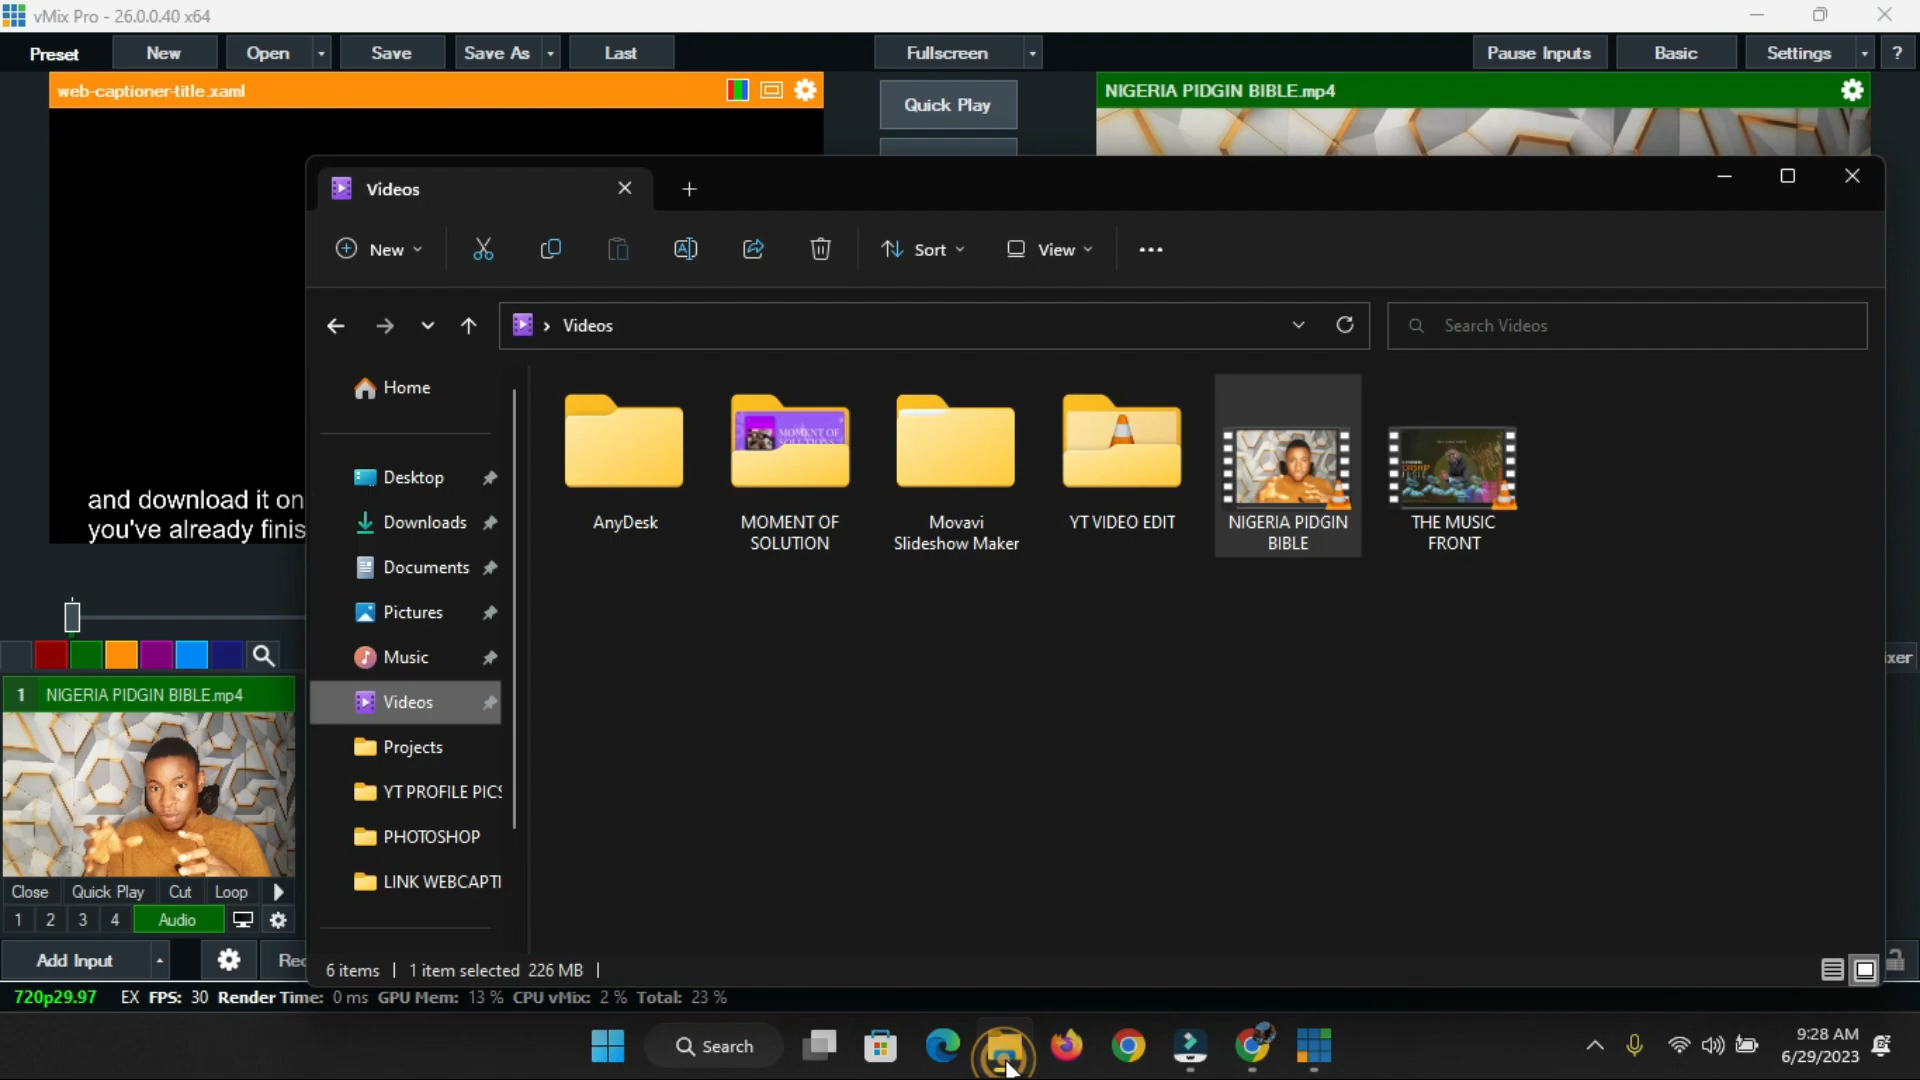 vMix Pro - 26.0.0.40 x64
Preset New Open Save Save As Last Fullscreen Pause Inputs Basic Settings ?
web-captioner-title.xaml
Quick Play
NIGERIA PIDGIN BIBLE.mp4
and download it on
you've already finis
Videos
New Sort View
Videos
Search Videos
Home
Desktop
Downloads
Documents
Pictures
Music
Videos
Projects
YT PROFILE PICS
PHOTOSHOP
LINK WEBCAPTI
AnyDesk
MOMENT OF
SOLUTION
Movavi
Slideshow Maker
YT VIDEO EDIT
NIGERIA PIDGIN
BIBLE
THE MUSIC
FRONT
MOMENT OF
SOLUTIONS
6 items 1 item selected 226 MB
xer
1 NIGERIA PIDGIN BIBLE.mp4
Close Quick Play Cut Loop
1 2 3 4 Audio
Add Input Rec
720p29.97 EX FPS: 30 Render Time: 0 ms GPU Mem: 13 % CPU vMix: 2 % Total: 23 %
Search
9:28 AM
6/29/2023